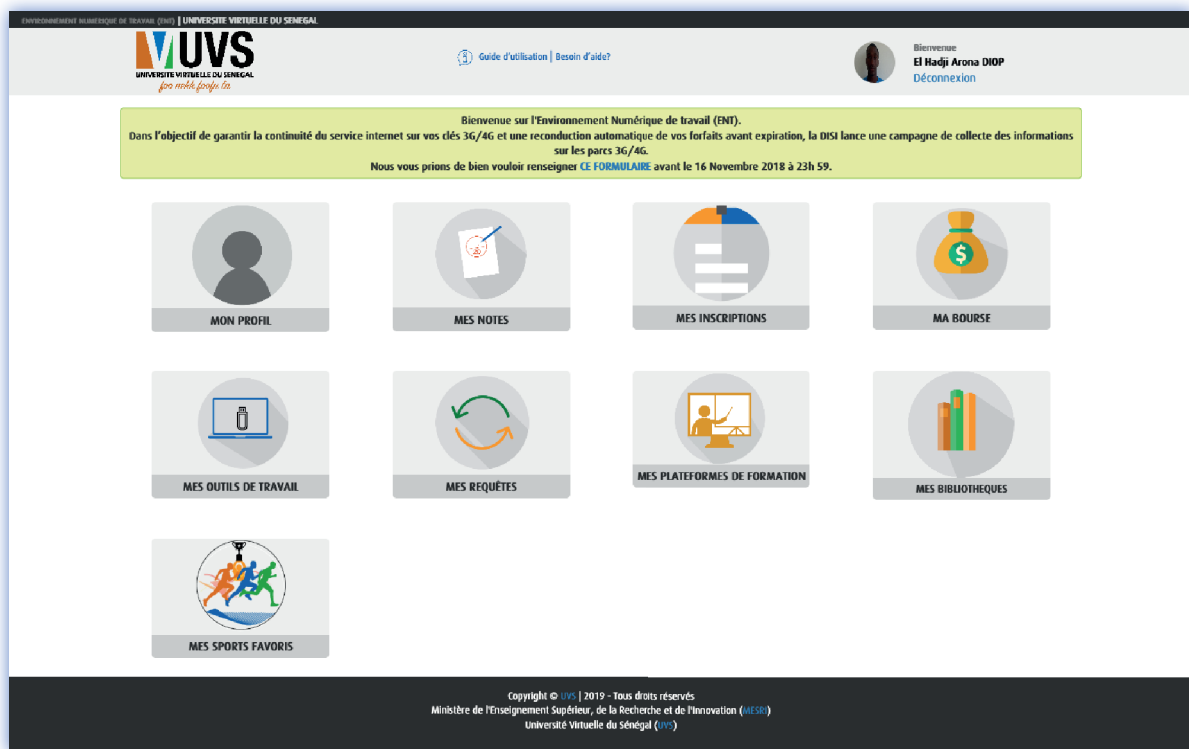 ENVIRONNEMENT NUMERIQUE DE TRAVAIL (ENT) | UNIVERSITE VIRTUELLE DU SENEGAL
UVS
UNIVERSITE VIRTUELLE DU SENEGAL
Guide d'utilisation | Besoin d'aide?
Bienvenue
El Hadji Arona DIOP
Déconnexion
Bienvenue sur l'Environnement Numérique de travail (ENT).
Dans l'objectif de garantir la continuité du service internet sur vos clés 3G/4G et une reconduction automatique de vos forfaits avant expiration, la DISI lance une campagne de collecte des informations
sur les parcs 3G/4G.
Nous vous prions de bien vouloir renseigner CE FORMULAIRE avant le 16 Novembre 2018 à 23h 59.
MON PROFIL
MES NOTES
MES INSCRIPTIONS
$
MA BOURSE
MES OUTILS DE TRAVAIL
MES REQUÊTES
MES PLATEFORMES DE FORMATION
MES BIBLIOTHEQUES
MES SPORTS FAVORIS
Copyright © UVS | 2019 - Tous droits réservés
Ministère de l'Enseignement Supérieur, de la Recherche et de l'Innovation (MESRI)
Université Virtuelle du Sénégal (UVS)